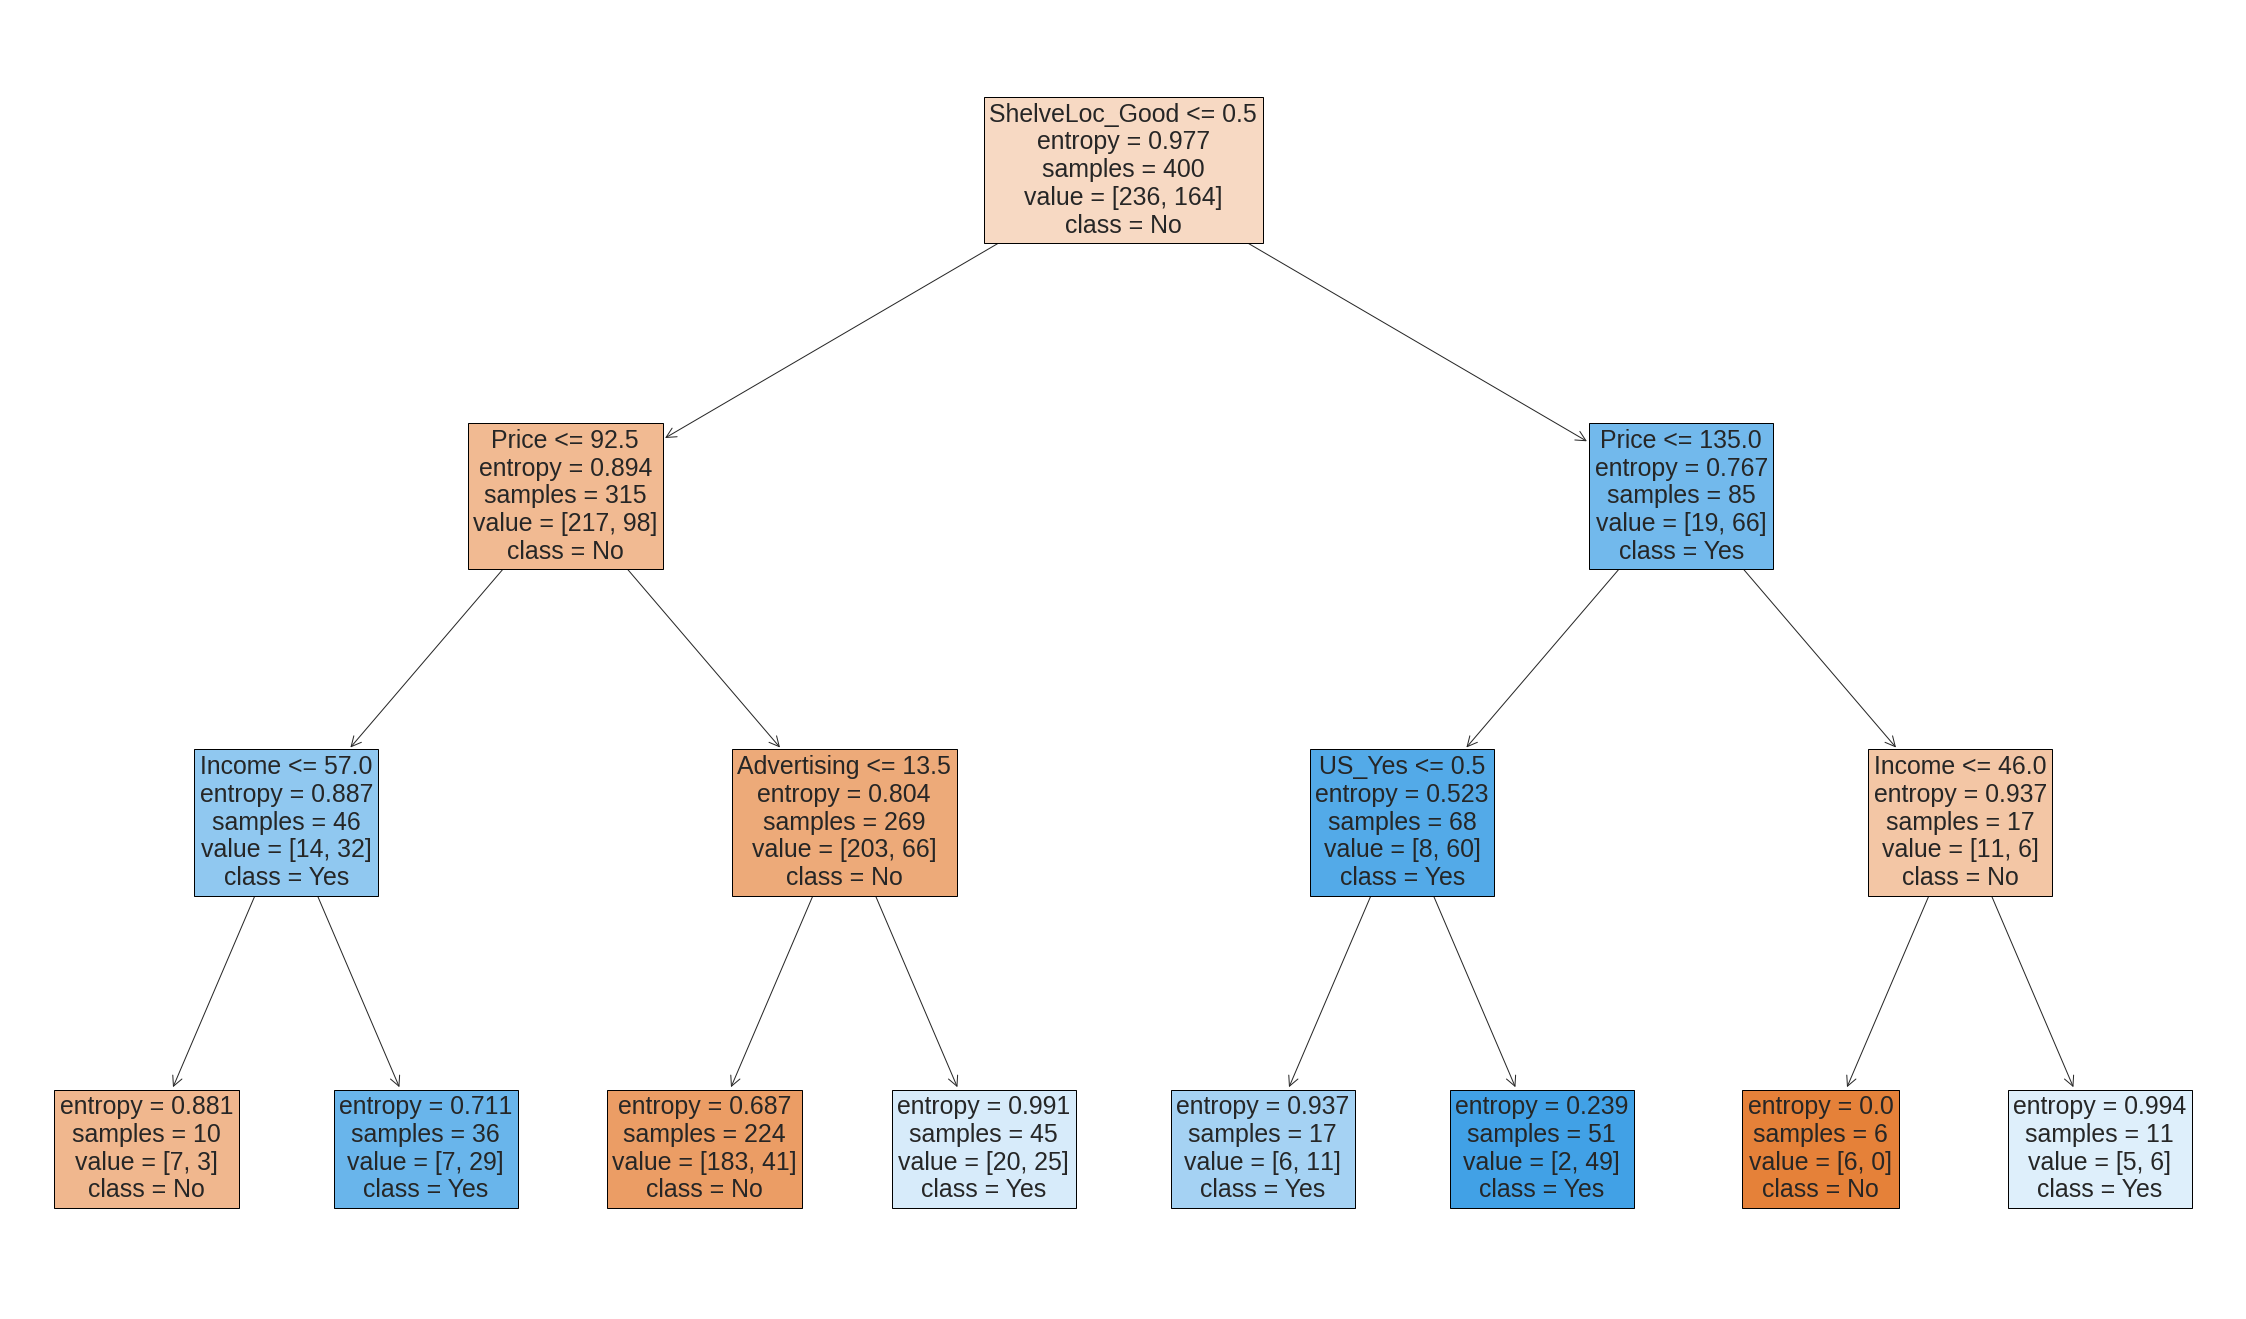 ShelveLoc_Good <= 0.5
entropy = 0.977
samples = 400
value = [236, 164]
class = No
Price <= 92.5
entropy = 0.894
samples = 315
value = [217, 98]
class = No
Price <= 135.0
entropy = 0.767
samples = 85
value = [19, 66]
class = Yes
Income <= 57.0
entropy = 0.887
samples = 46
value = [14, 32]
class = Yes
Advertising <= 13.5
entropy = 0.804
samples = 269
value = [203, 66]
class = No
US_Yes <= 0.5
entropy = 0.523
samples = 68
value = [8, 60]
class = Yes
Income <= 46.0
entropy = 0.937
samples = 17
value = [11, 6]
class = No
entropy = 0.881
samples = 10
value = [7, 3]
class = No
entropy = 0.711
samples = 36
value = [7, 29]
class = Yes
entropy = 0.687
samples = 224
value = [183, 41]
class = No
entropy = 0.991
samples = 45
value = [20, 25]
class = Yes
entropy = 0.937
samples = 17
value = [6, 11]
class = Yes
entropy = 0.239
samples = 51
value = [2, 49]
class = Yes
entropy = 0.0
samples = 6
value = [6, 0]
class = No
entropy = 0.994
samples = 11
value = [5, 6]
class = Yes